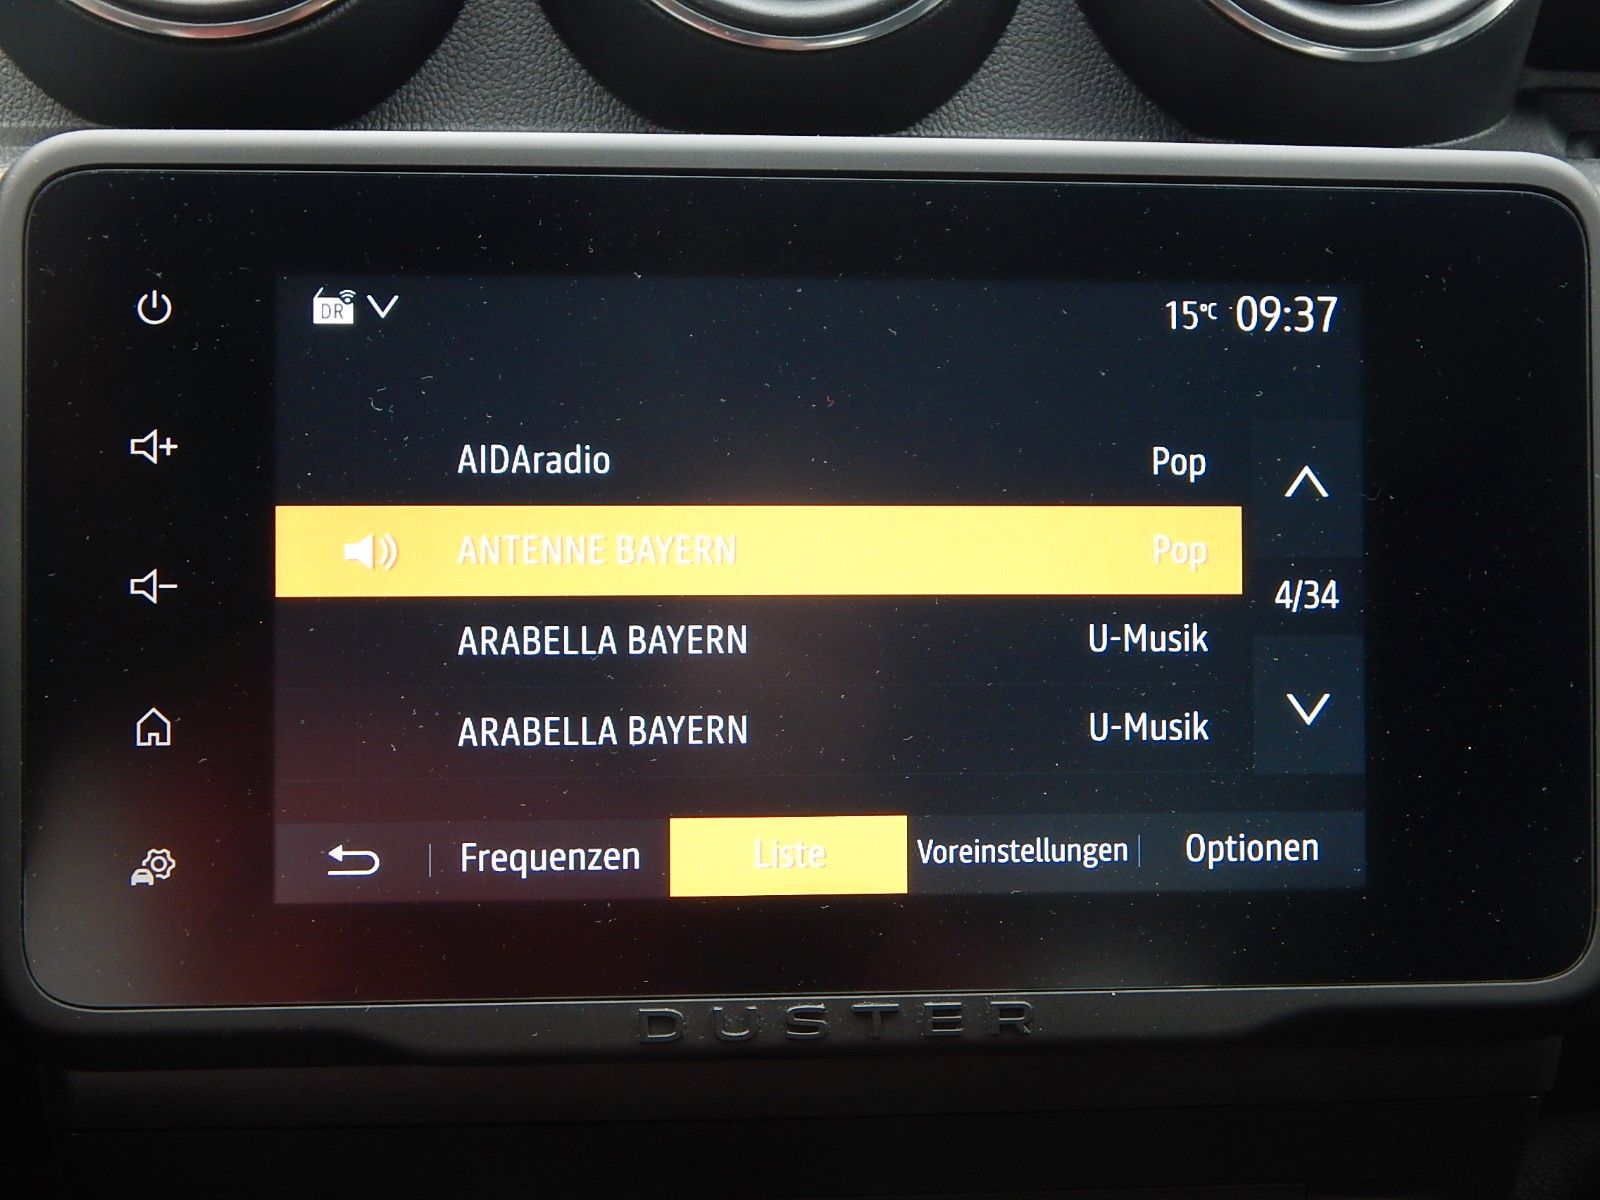 DR
15°C 09:37
AIDAradio Pop
ANTENNE BAYERN Pop
4/34
ARABELLA BAYERN U-Musik
ARABELLA BAYERN U-Musik
Frequenzen Liste Voreinstellungen Optionen
DUSTER